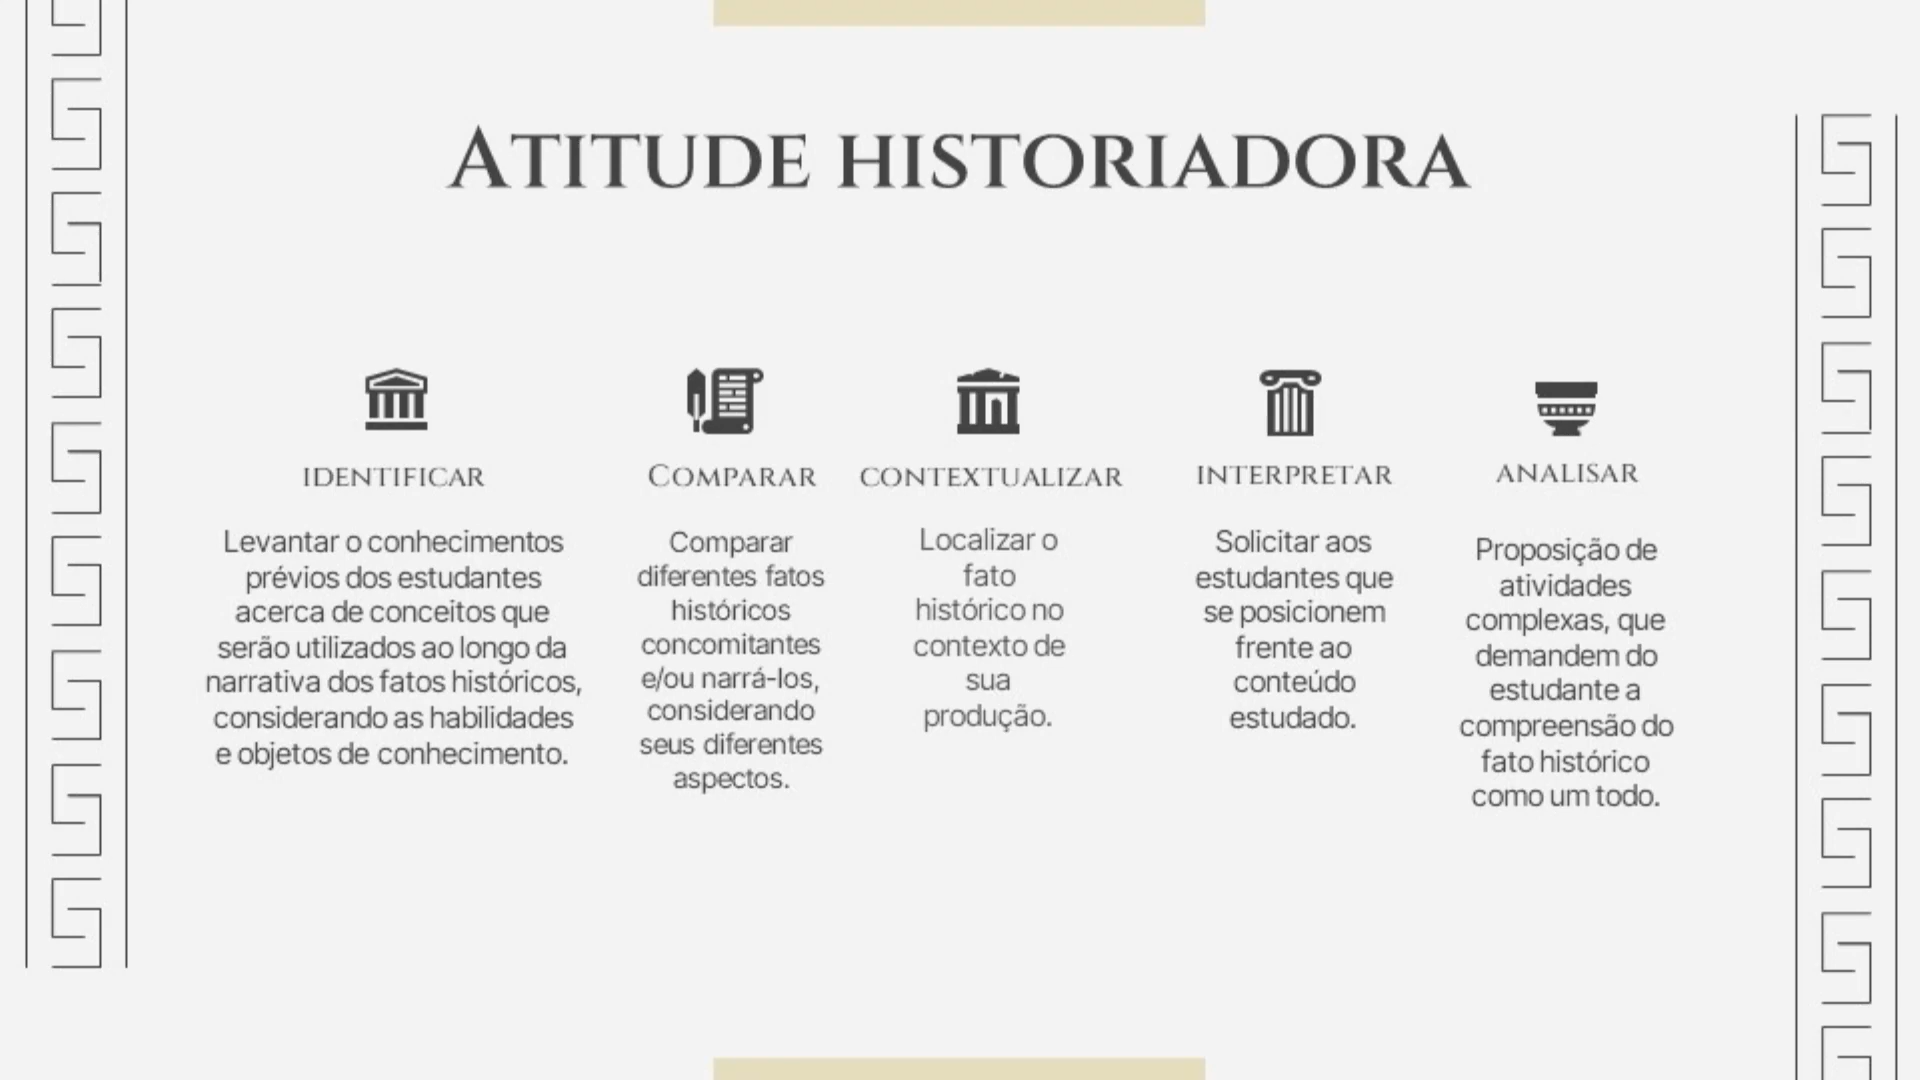 Atitude historiadora
identificar
Levantar o conhecimentos
prévios dos estudantes
acerca de conceitos que
serão utilizados ao longo da
narrativa dos fatos históricos,
considerando as habilidades
e objetos de conhecimento.
Comparar
Comparar
diferentes fatos
históricos
concomitantes
e/ou narrá-los,
considerando
seus diferentes
aspectos.
contextualizar
Localizar o
fato
histórico no
contexto de
sua
produção.
interpretar
Solicitar aos
estudantes que
se posicionem
frente ao
conteúdo
estudado.
analisar
Proposição de
atividades
complexas, que
demandem do
estudante a
compreensão do
fato histórico
como um todo.